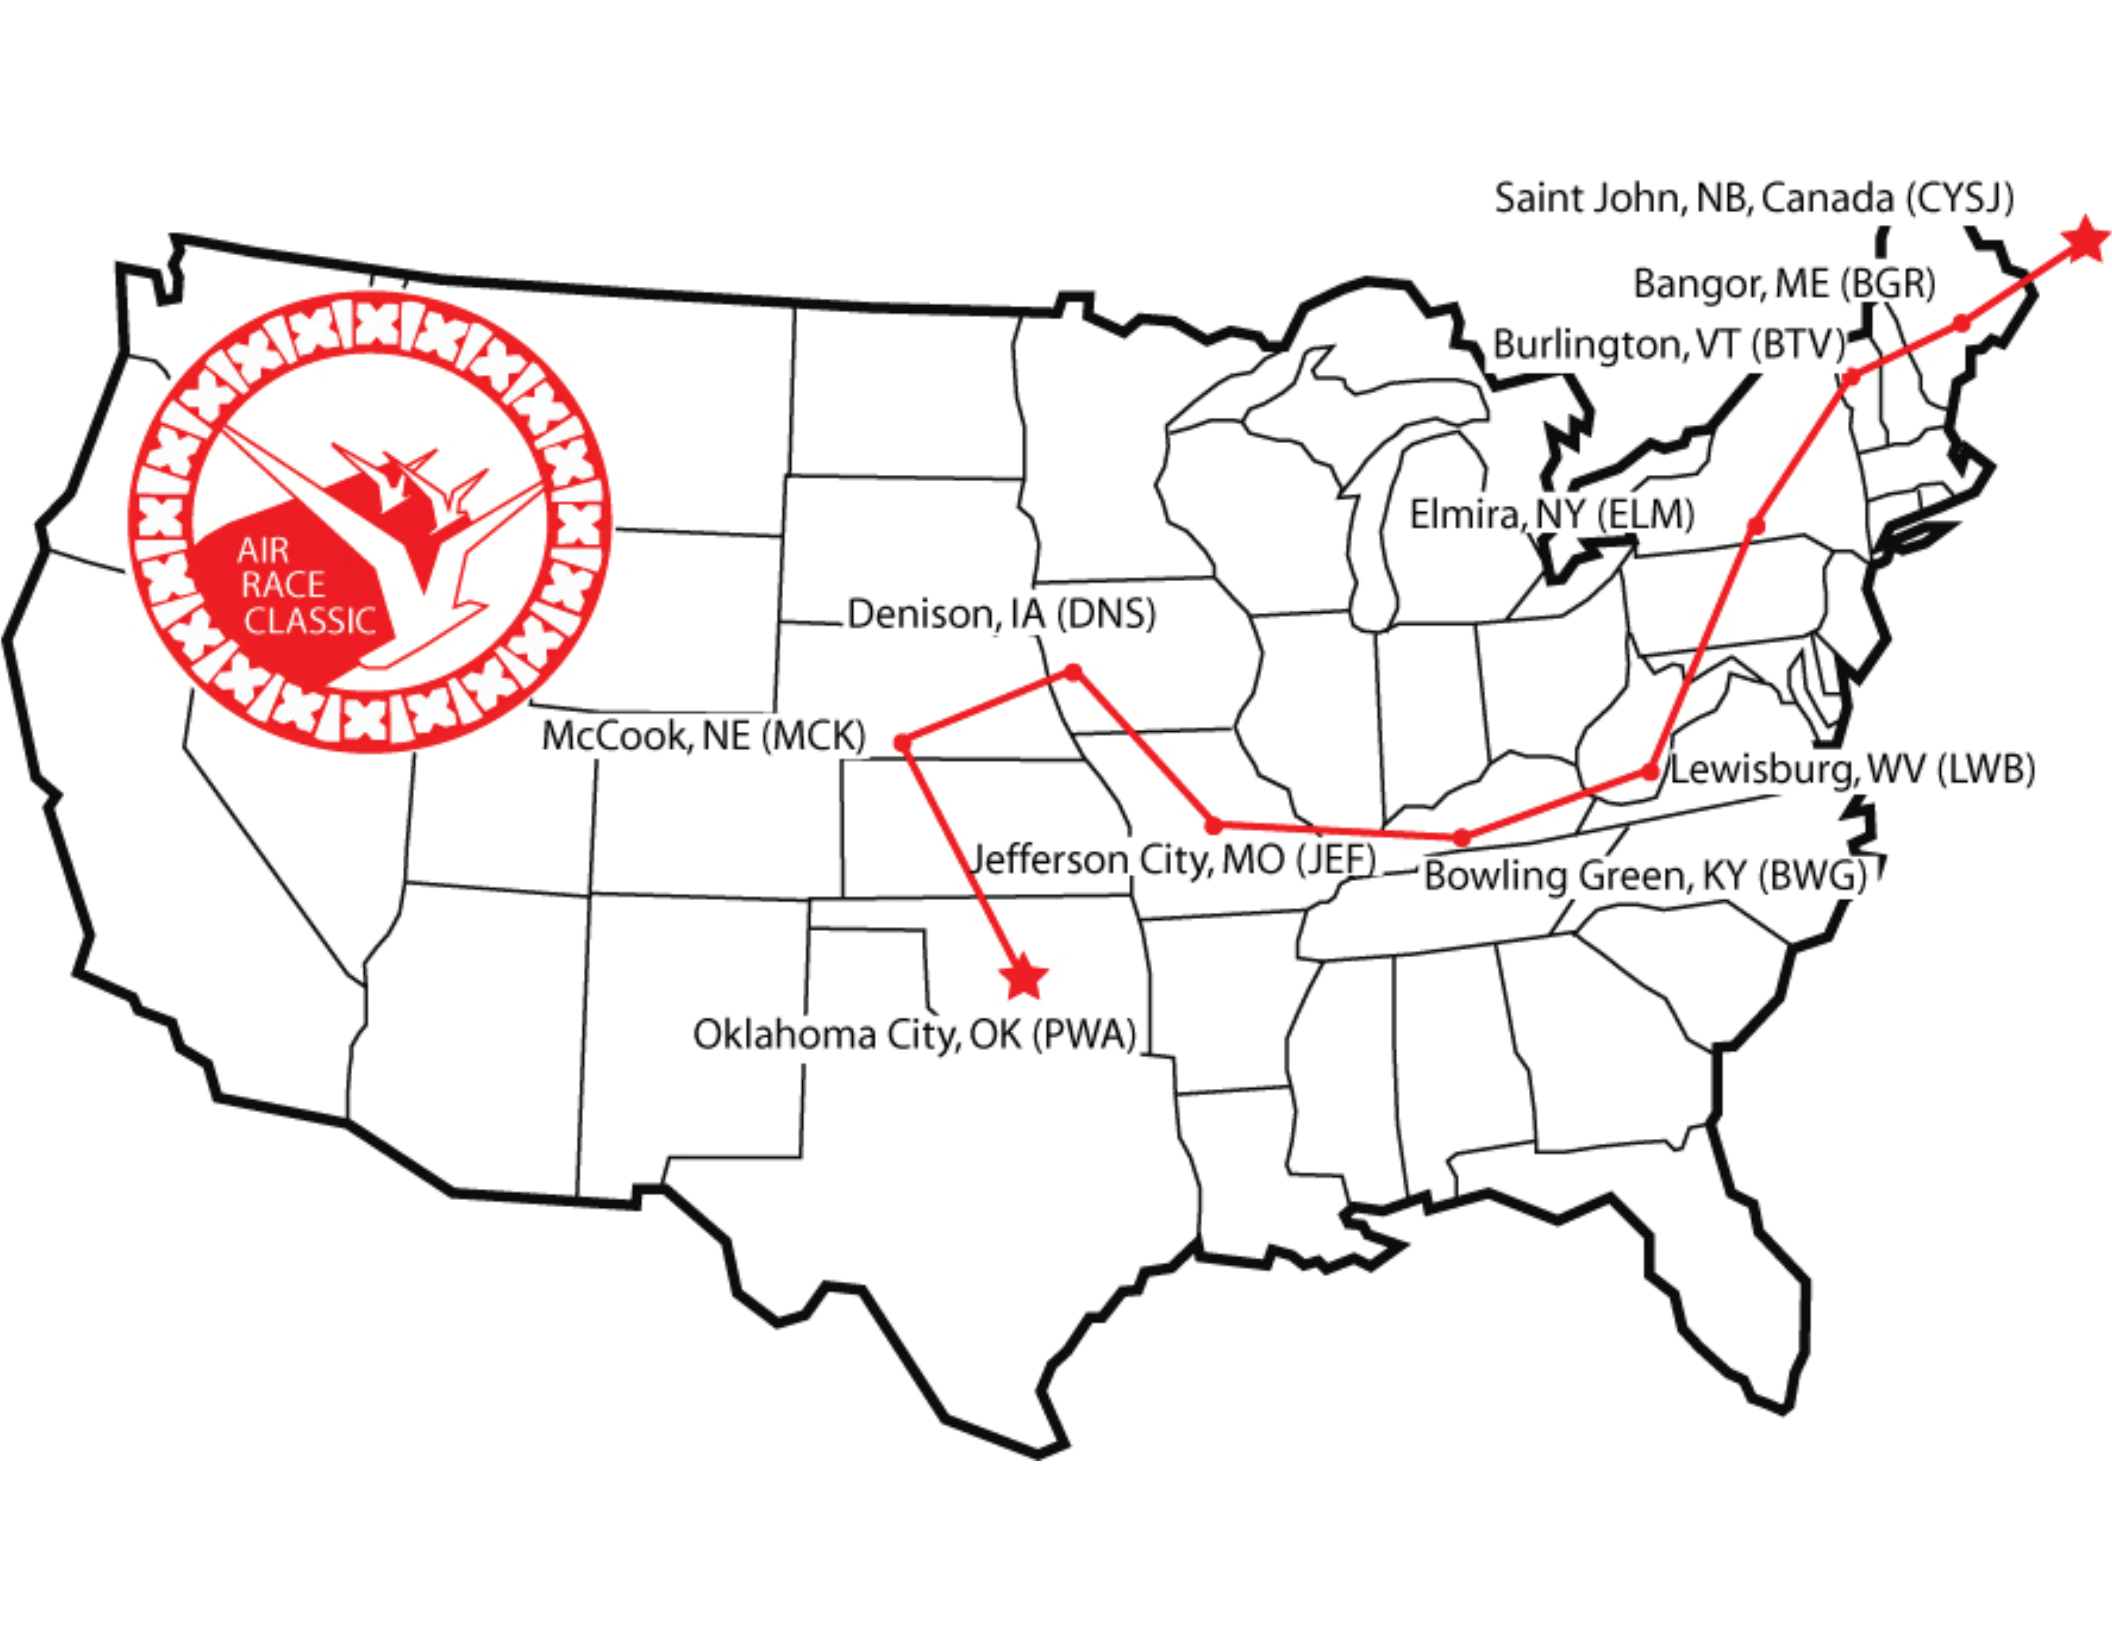 Saint John, NB, Canada (CYSJ)
Bangor, ME (BGR)
Burlington, VT (BTV)
Elmira, NY (ELM)
AIR
RACE
CLASSIC
Denison, IA (DNS)
McCook, NE (MCK)
Lewisburg, WV (LWB)
Jefferson City, MO (JEF)
Bowling Green, KY (BWG)
Oklahoma City, OK (PWA)